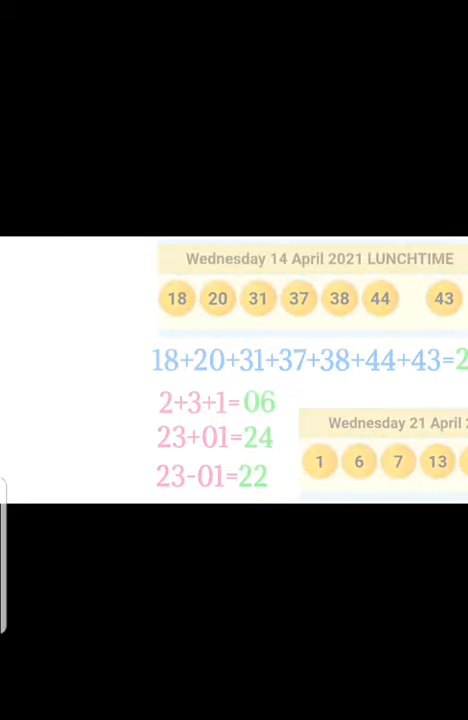 Wednesday 14 April 2021 LUNCHTIME
18 20 31 37 38 44 43
18+20+31+37+38+44+43=2
2+3+1=06
23+01=24
23-01=22
Wednesday 21 April
1 6 7 13